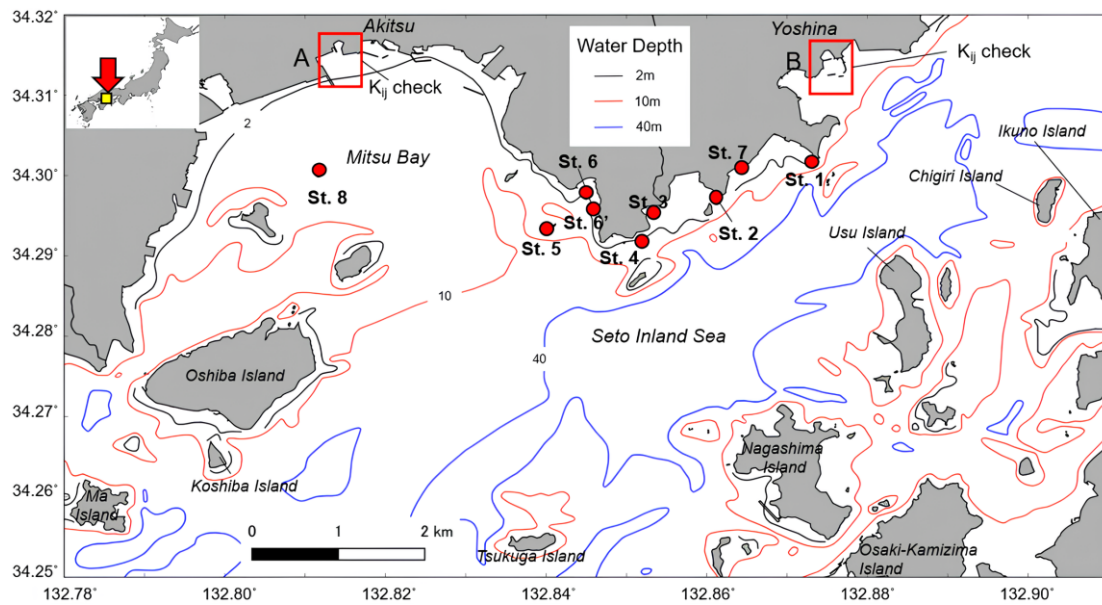 34.32°
34.31
34.30
34.29
34.28
34.27
34.26
34.25
132.78
132.80
132.82
132.84
132.86
132.88
132.90
Akitsu
A
Kij check
Yoshina
B
Kij check
Water Depth
2m
10m
40m
2
Mitsu Bay
St. 8
St. 6
St. 6'
St. 5
St. 4
St. 3
St. 2
St. 7
St. 1
Ikuno Island
Chigiri Island
Usu Island
10
40
Seto Inland Sea
Oshiba Island
Koshiba Island
Ma
Island
Nagashima
Island
Tsukuga Island
Osaki-Kamizima
Island
0
1
2 km